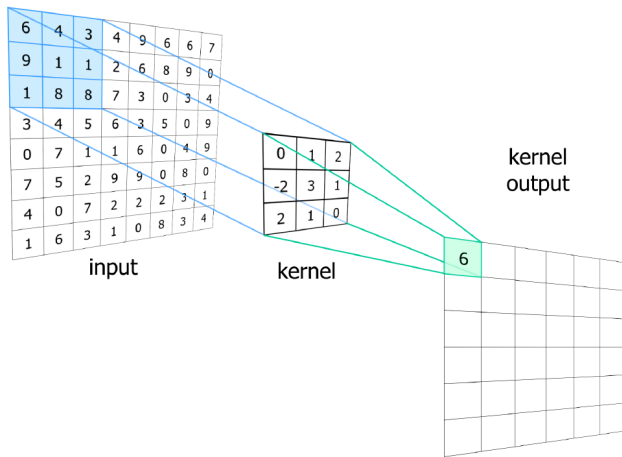 6 4 3 4 9 6 6 7
9 1 1 2 6 8 9 0
1 8 8 7 3 0 3 4
3 4 5 6 3 5 0 9
0 7 1 1 6 0 4 9
7 5 2 9 9 0 8 0
4 0 7 2 2 2 3 1
1 6 3 1 0 8 3 4
input
0 1 2
-2 3 1
2 1 0
kernel
kernel
output
6